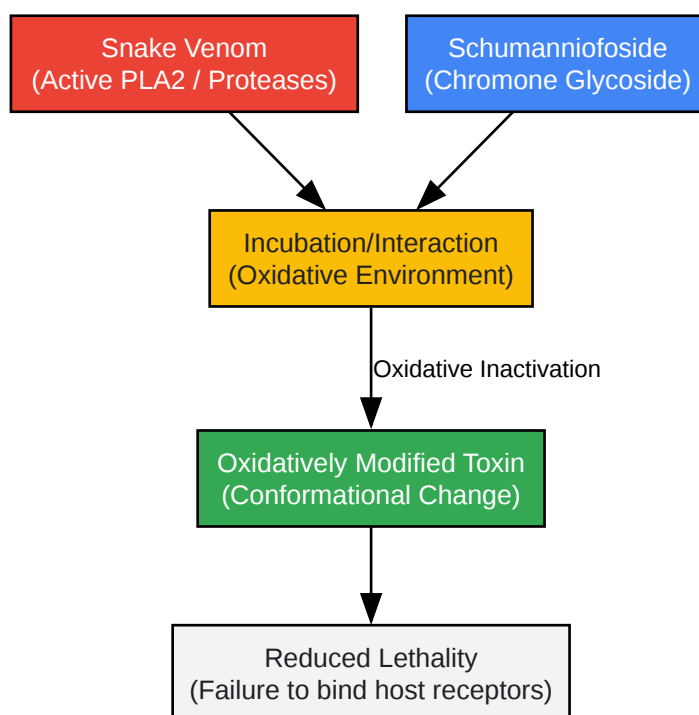 Snake Venom
(Active PLA2 / Proteases)
Schumanniofoside
(Chromone Glycoside)
Incubation/Interaction
(Oxidative Environment)
Oxidative Inactivation
Oxidatively Modified Toxin
(Conformational Change)
Reduced Lethality
(Failure to bind host receptors)